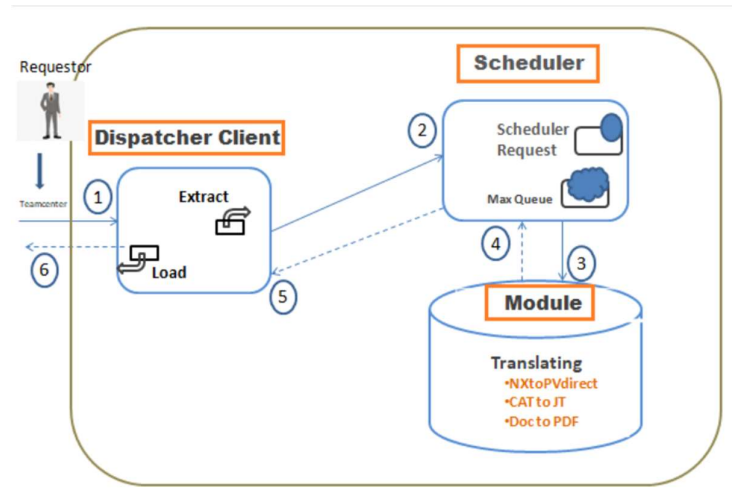 Requestor
Teamcenter
Dispatcher Client
Scheduler
1
2
Extract
Load
6
5
Scheduler
Request
Max Queue
4
3
Module
Translating
•NXtoPVdirect
•CAT to JT
•Doc to PDF